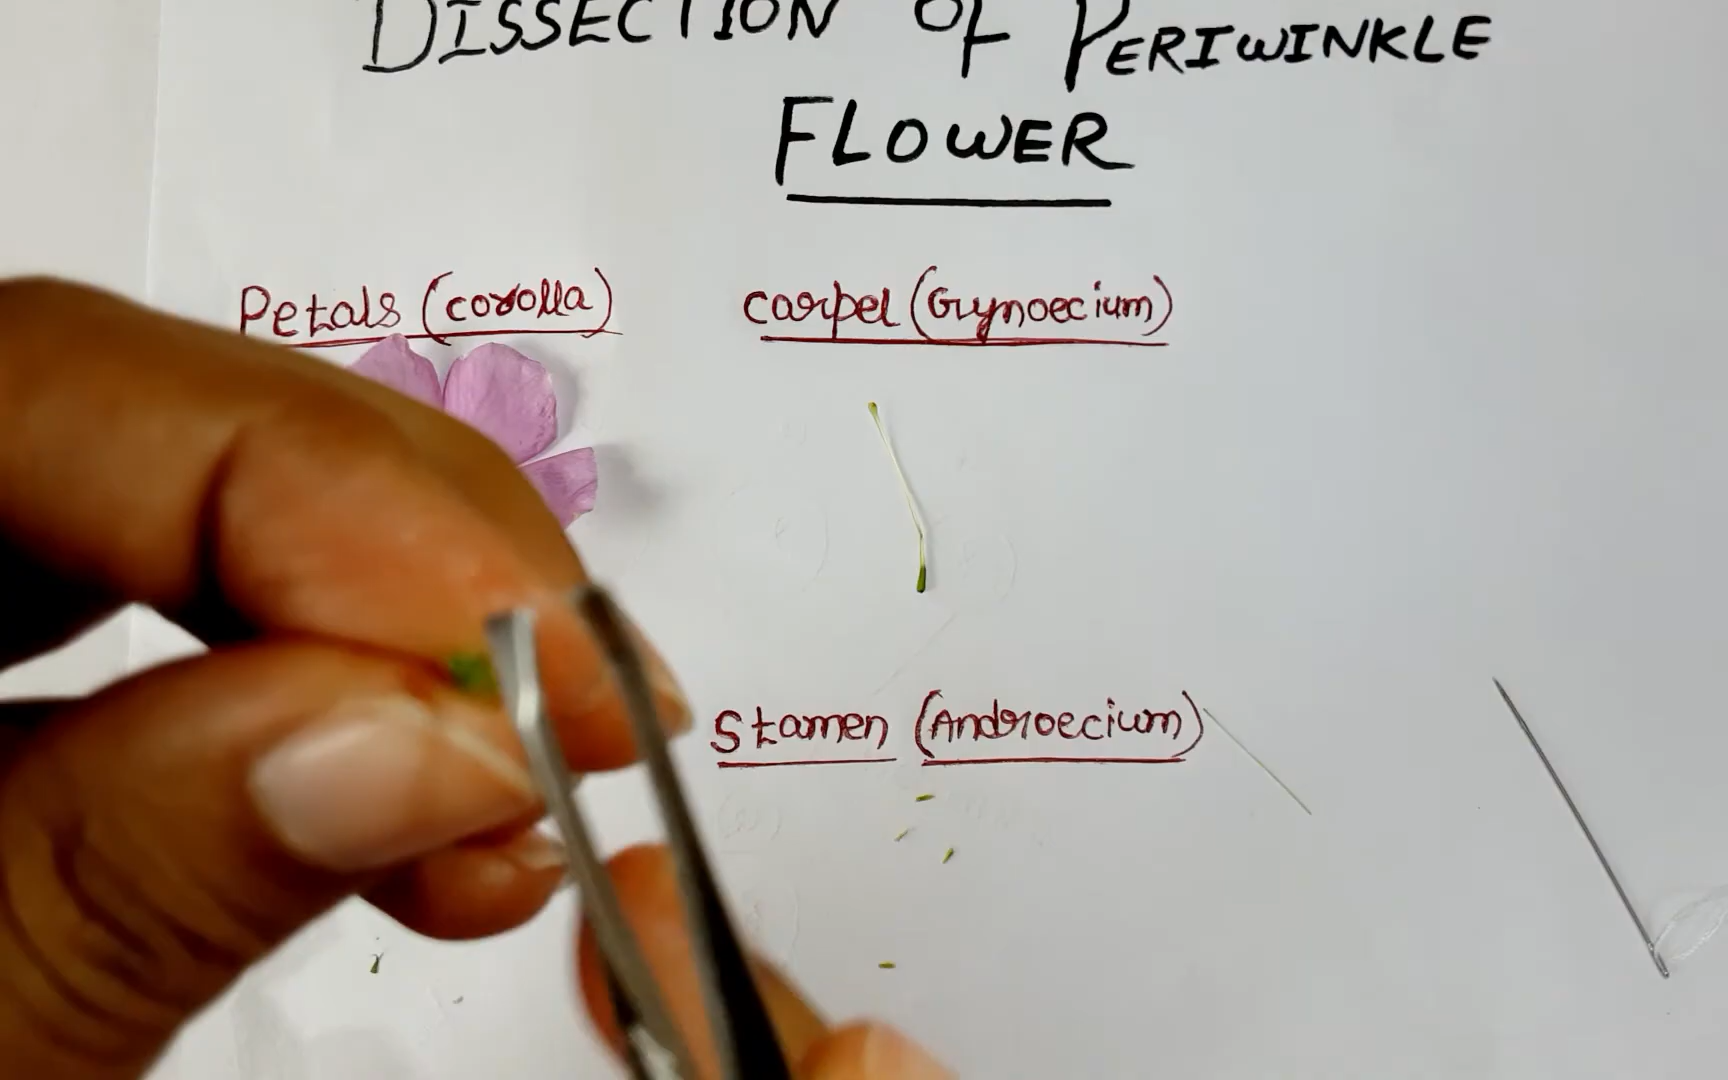 DISSECTION OF PERIWINKLE
FLOWER
Petals (corolla)
carpel (Gynoecium)
Stamen (Androecium)